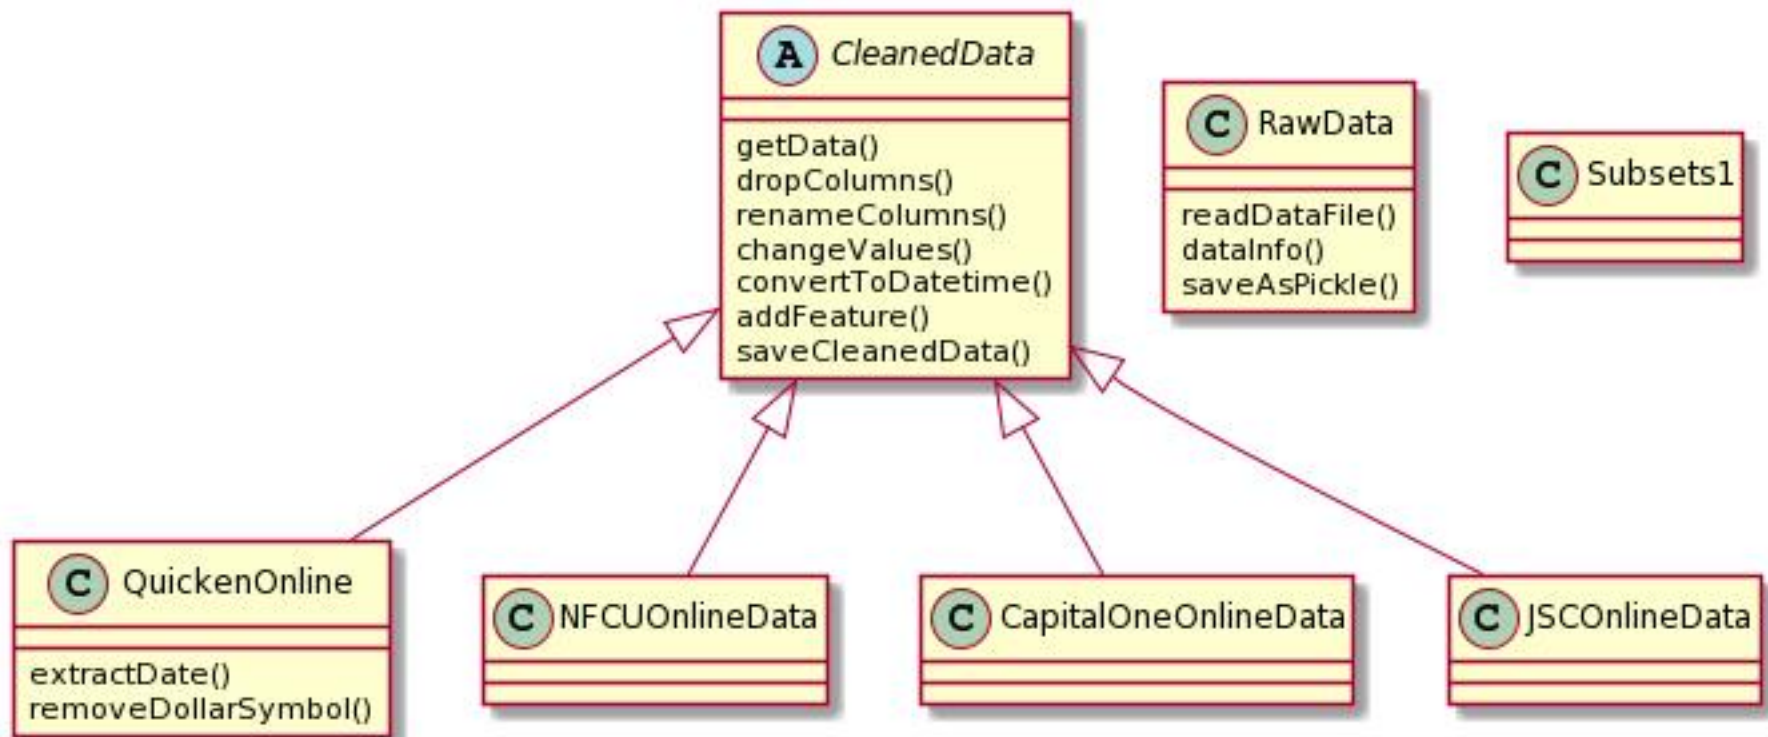 A CleanedData
getData()
dropColumns()
renameColumns()
changeValues()
convertToDatetime()
addFeature()
saveCleanedData()
C RawData
readDataFile()
dataInfo()
saveAsPickle()
C Subsets1
C QuickenOnline
extractDate()
removeDollarSymbol()
C NFCUOnlineData
C CapitalOneOnlineData
C JSCOnlineData